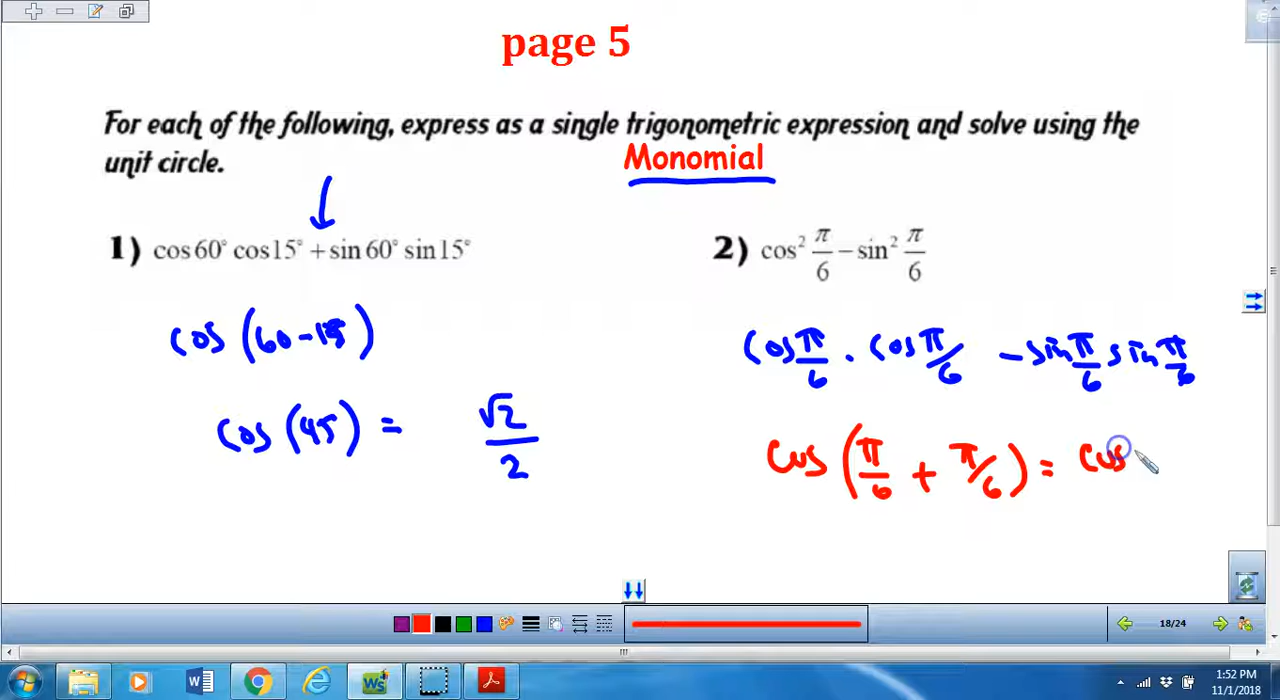 page 5
For each of the following, express as a single trigonometric expression and solve using the
unit circle.
Monomial
1) cos 60° cos 15° + sin 60° sin 15°
2) cos² π/6 − sin² π/6
cos (60 - 15)
cos π/6 . cos π/6 - sin π/6 sin π/6
cos (45) = √2/2
cos (π/6 + π/6) = cos
18/24
1:52 PM
11/1/2018